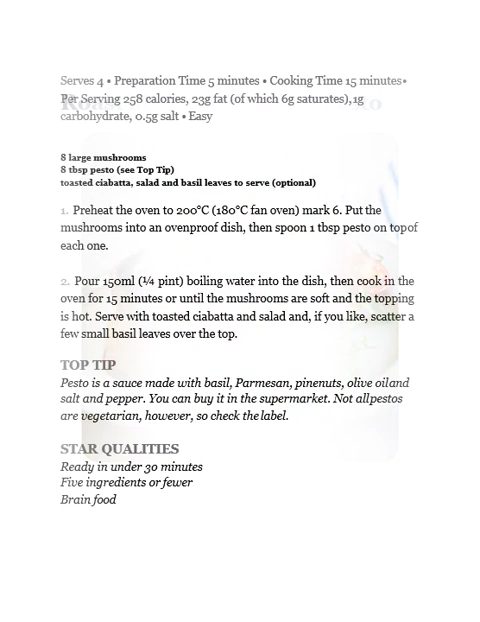 Serves 4 • Preparation Time 5 minutes • Cooking Time 15 minutes•
Per Serving 258 calories, 23g fat (of which 6g saturates),1g
carbohydrate, 0.5g salt • Easy
8 large mushrooms
8 tbsp pesto (see Top Tip)
toasted ciabatta, salad and basil leaves to serve (optional)
1. Preheat the oven to 200°C (180°C fan oven) mark 6. Put the
mushrooms into an ovenproof dish, then spoon 1 tbsp pesto on topof
each one.
2. Pour 150ml (¼ pint) boiling water into the dish, then cook in the
oven for 15 minutes or until the mushrooms are soft and the topping
is hot. Serve with toasted ciabatta and salad and, if you like, scatter a
few small basil leaves over the top.
TOP TIP
Pesto is a sauce made with basil, Parmesan, pinenuts, olive oiland
salt and pepper. You can buy it in the supermarket. Not allpestos
are vegetarian, however, so check thelabel.
STAR QUALITIES
Ready in under 30 minutes
Five ingredients or fewer
Brain food